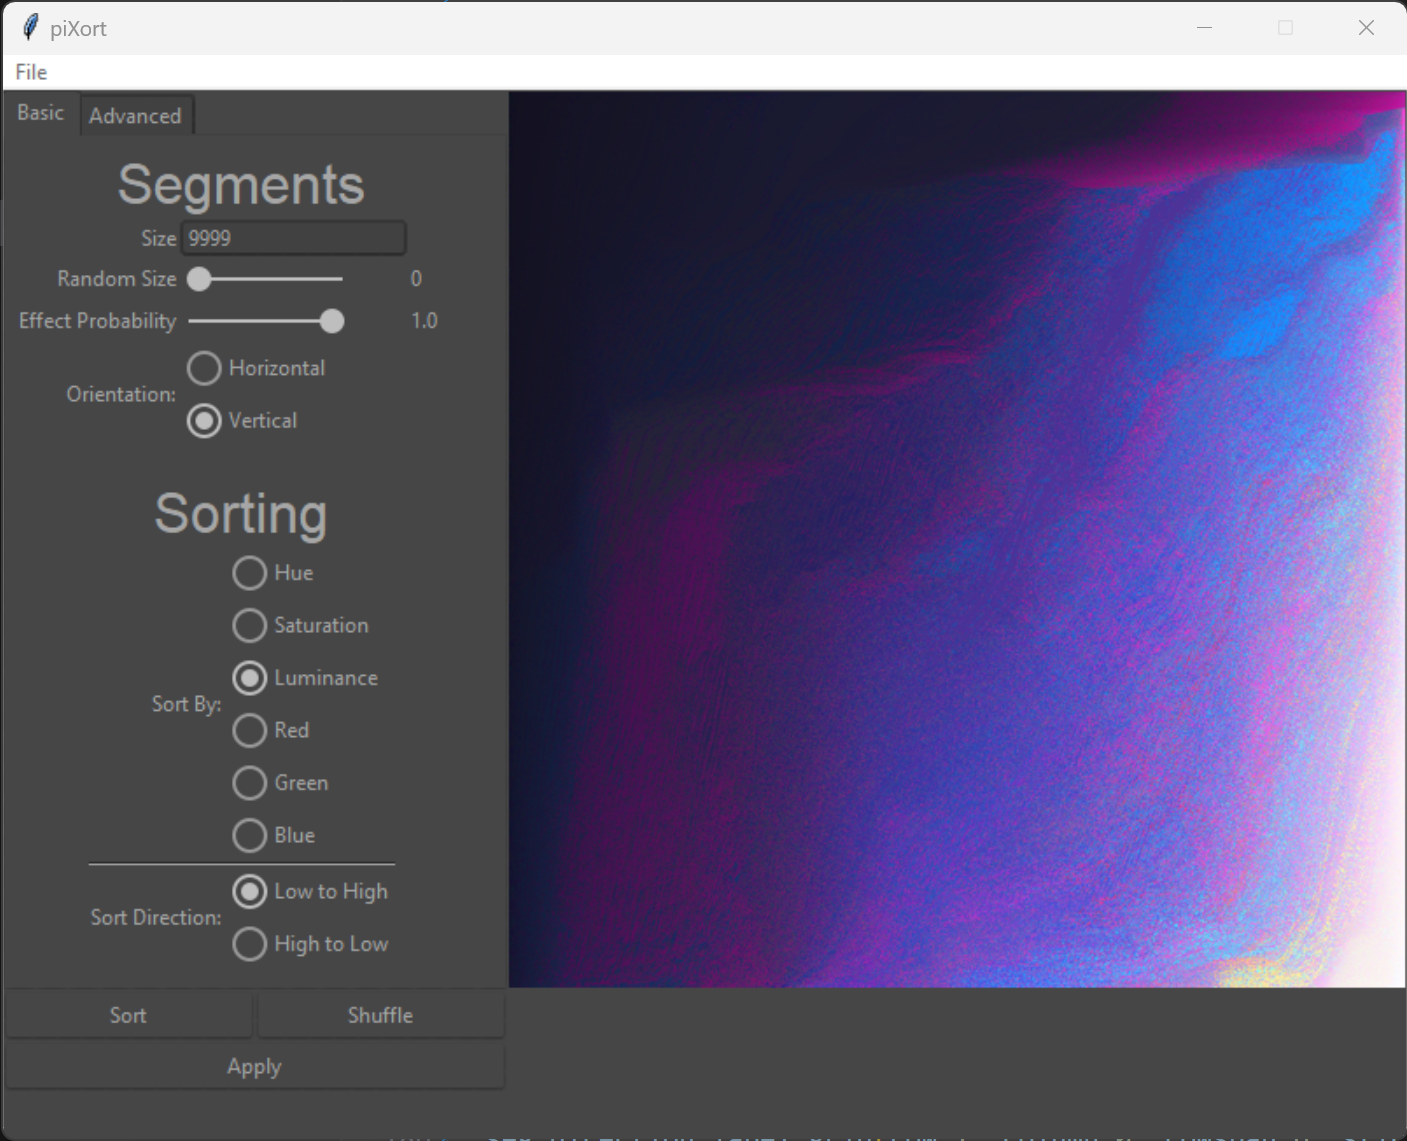 piXort
File
Basic Advanced
Segments
Size 9999
Random Size 0
Effect Probability 1.0
Orientation:
Horizontal
Vertical
Sorting
Sort By:
Hue
Saturation
Luminance
Red
Green
Blue
Sort Direction:
Low to High
High to Low
Sort Shuffle
Apply